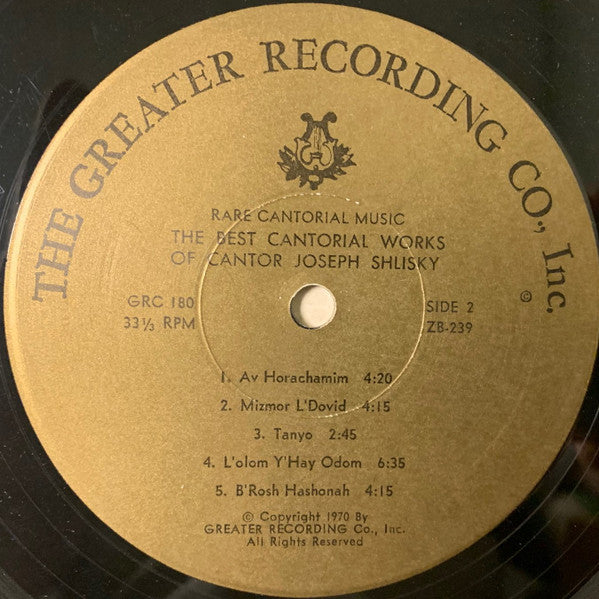 THE GREATER RECORDING CO., Inc.
©
RARE CANTORIAL MUSIC
THE BEST CANTORIAL WORKS
OF CANTOR JOSEPH SHLISKY
GRC 180
33⅓ RPM
SIDE 2
ZB-239
1. Av Horachamim 4:20
2. Mizmor L'Dovid 4:15
3. Tanyo 2:45
4. L'olom Y'Hay Odom 6:35
5. B'Rosh Hashonah 4:15
© Copyright 1970 By
GREATER RECORDING Co., Inc.
All Rights Reserved